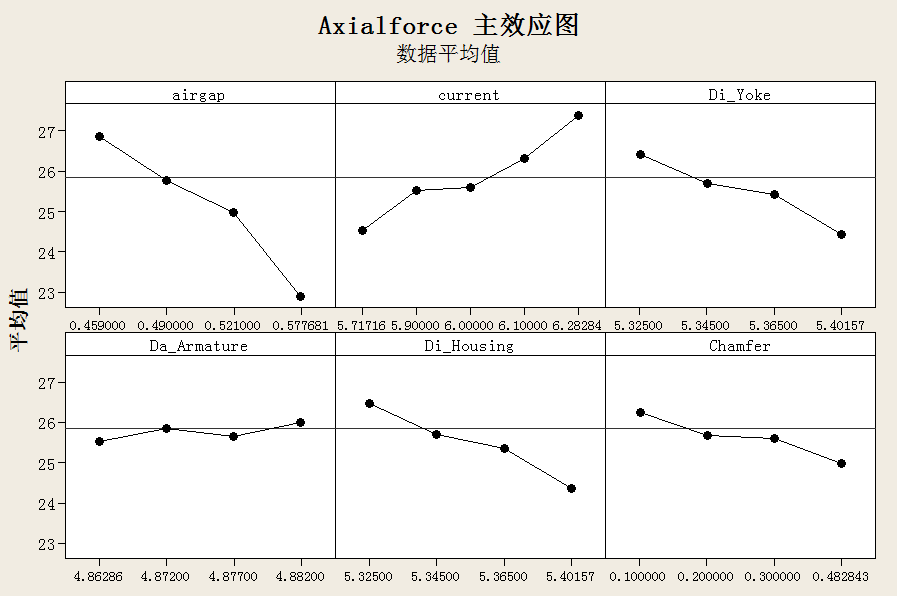 Axialforce 主效应图
数据平均值
airgap current Di_Yoke
27
26
25
24
23
0.459000 0.490000 0.521000 0.577681 5.71716 5.90000 6.00000 6.10000 6.28284 5.32500 5.34500 5.36500 5.40157
平均值
Da_Armature Di_Housing Chamfer
27
26
25
24
23
4.86286 4.87200 4.87700 4.88200 5.32500 5.34500 5.36500 5.40157 0.100000 0.200000 0.300000 0.482843